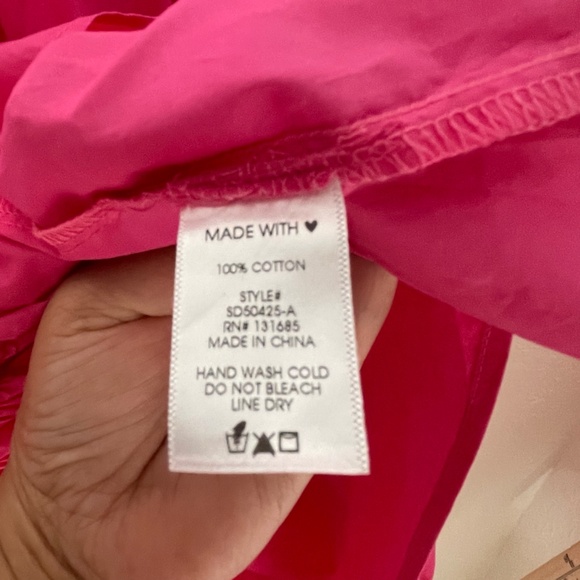 MADE WITH ♥
100% COTTON
STYLE#
SD50425-A
RN# 131685
MADE IN CHINA
HAND WASH COLD
DO NOT BLEACH
LINE DRY